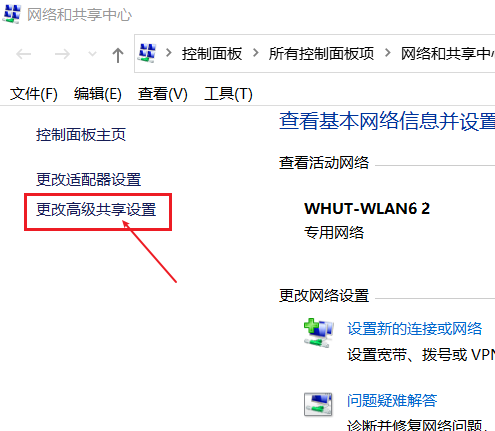 网络和共享中心
控制面板 > 所有控制面板项 > 网络和共享中
文件(F) 编辑(E) 查看(V) 工具(T)
控制面板主页
更改适配器设置
更改高级共享设置
查看基本网络信息并设置
查看活动网络
WHUT-WLAN6 2
专用网络
更改网络设置
设置新的连接或网络
设置宽带、拨号或 VPN
问题疑难解答
诊断并修复网络问题,